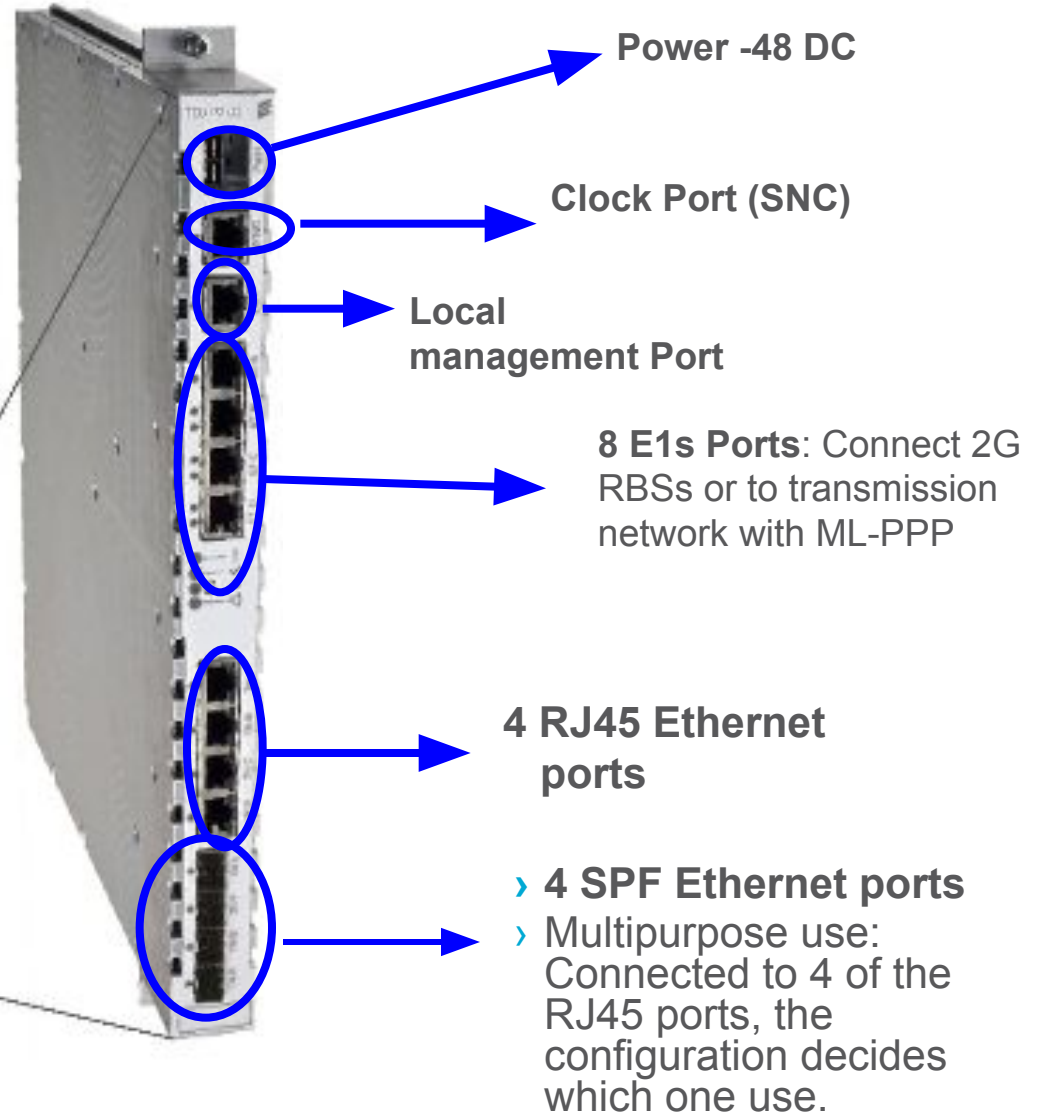 Power -48 DC
Clock Port (SNC)
Local
management Port
8 E1s Ports: Connect 2G
RBSs or to transmission
network with ML-PPP
4 RJ45 Ethernet
ports
› 4 SPF Ethernet ports
› Multipurpose use:
Connected to 4 of the
RJ45 ports, the
configuration decides
which one use.